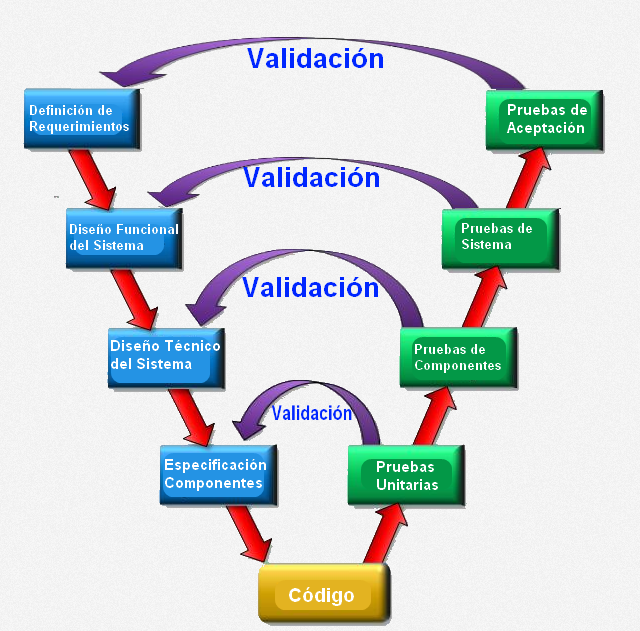 Validación
Definición de
Requerimientos
Pruebas de
Aceptación
Validación
Diseño Funcional
del Sistema
Pruebas de
Sistema
Validación
Diseño Técnico
del Sistema
Pruebas de
Componentes
Validación
Especificación
Componentes
Pruebas
Unitarias
Código